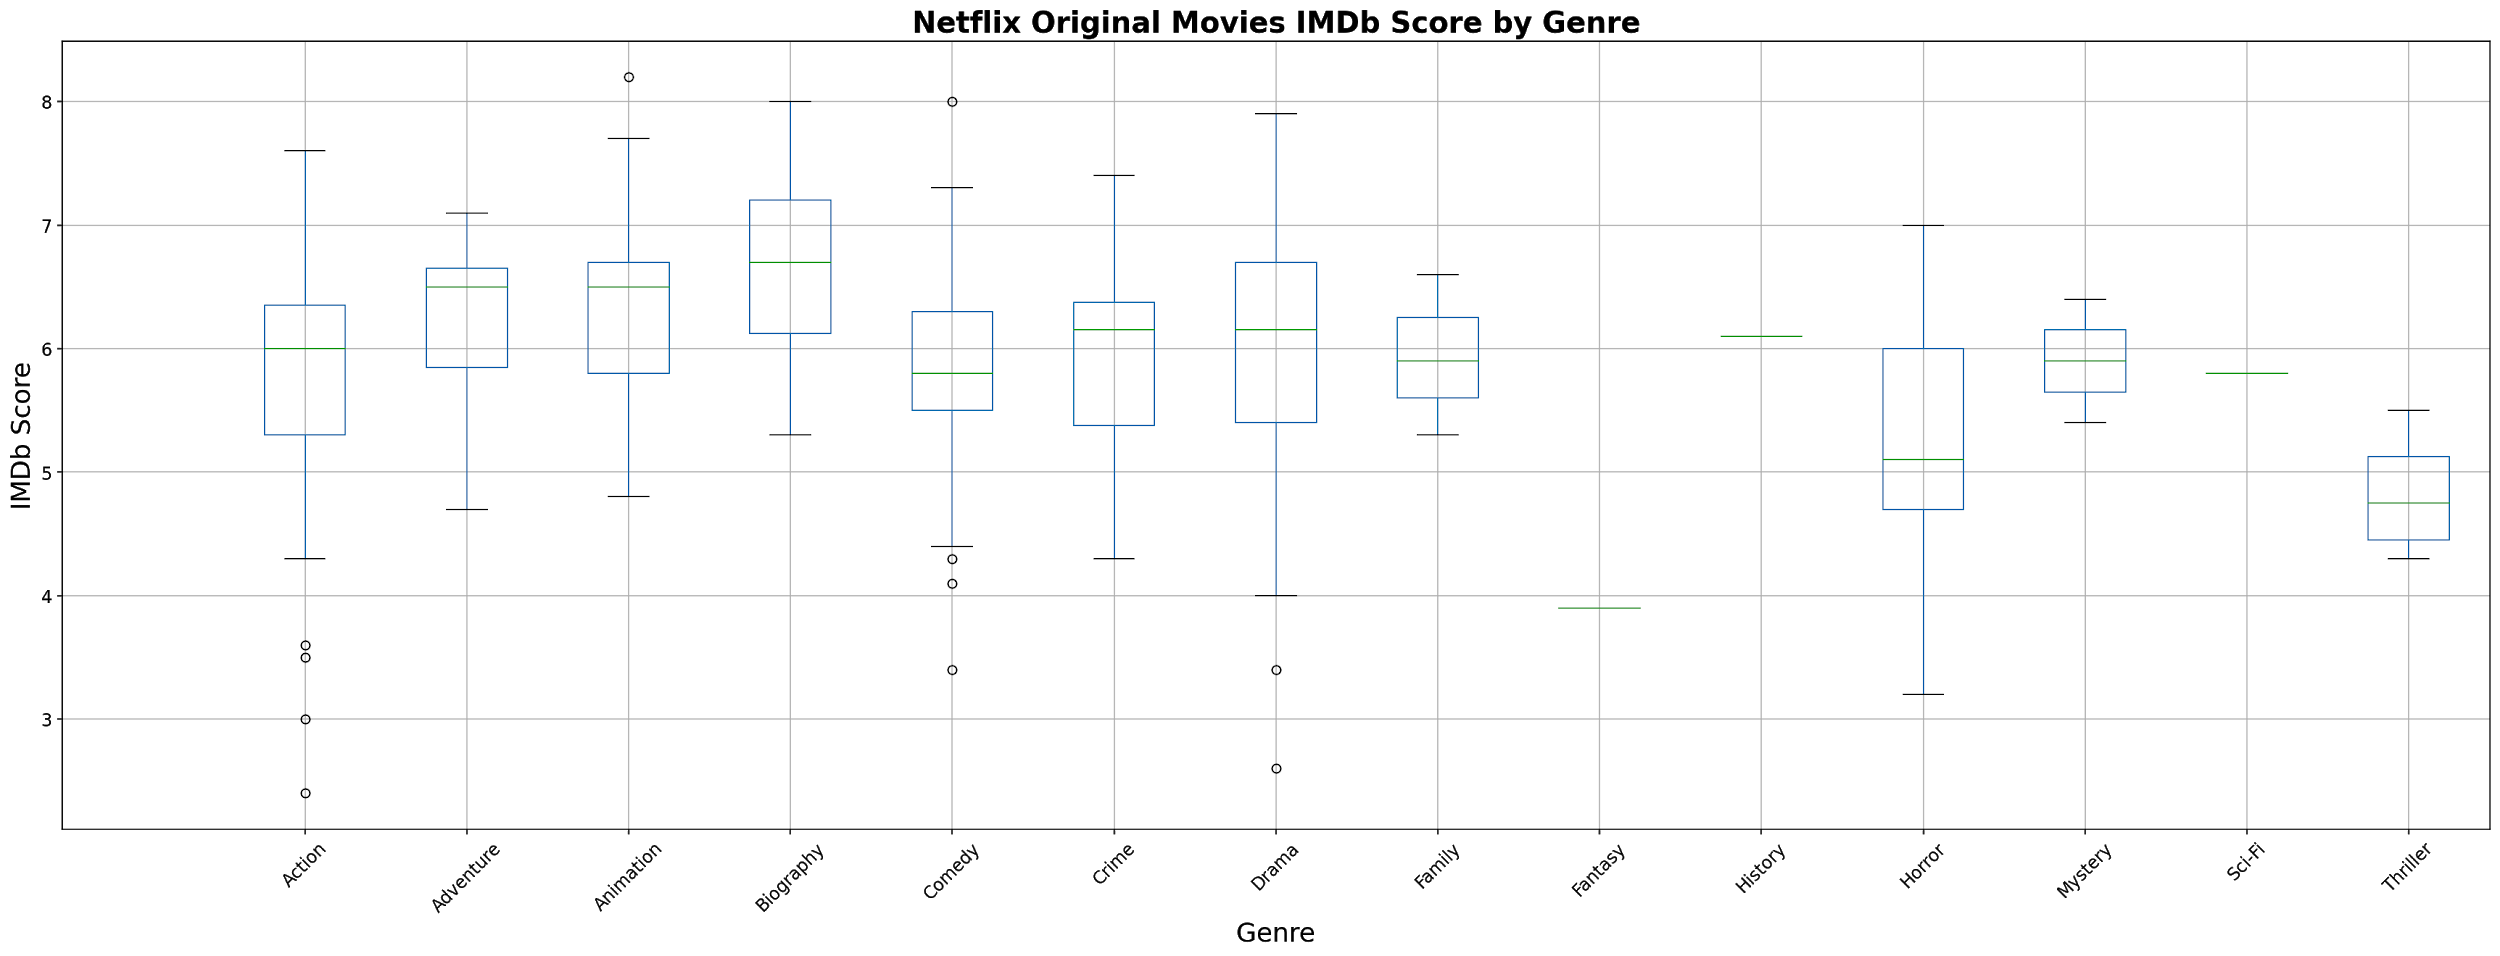 Netflix Original Movies IMDb Score by Genre
IMDb Score
8
7
6
5
4
3
Action
Adventure
Animation
Biography
Comedy
Crime
Drama
Family
Fantasy
History
Horror
Mystery
Sci-Fi
Thriller
Genre